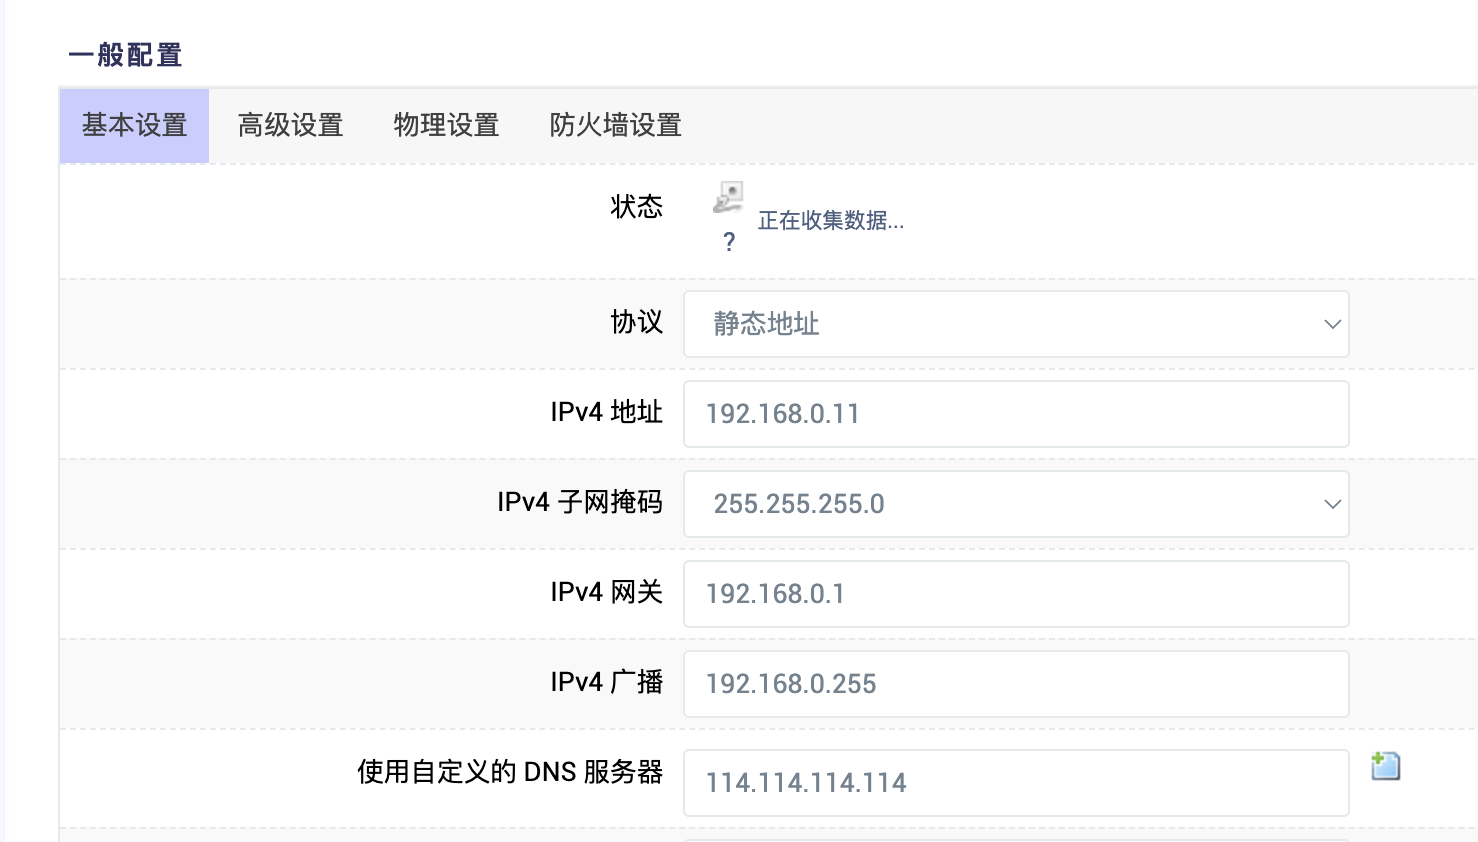 一般配置
基本设置 高级设置 物理设置 防火墙设置
状态
正在收集数据...
?
协议 静态地址
IPv4 地址 192.168.0.11
IPv4 子网掩码 255.255.255.0
IPv4 网关 192.168.0.1
IPv4 广播 192.168.0.255
使用自定义的 DNS 服务器 114.114.114.114